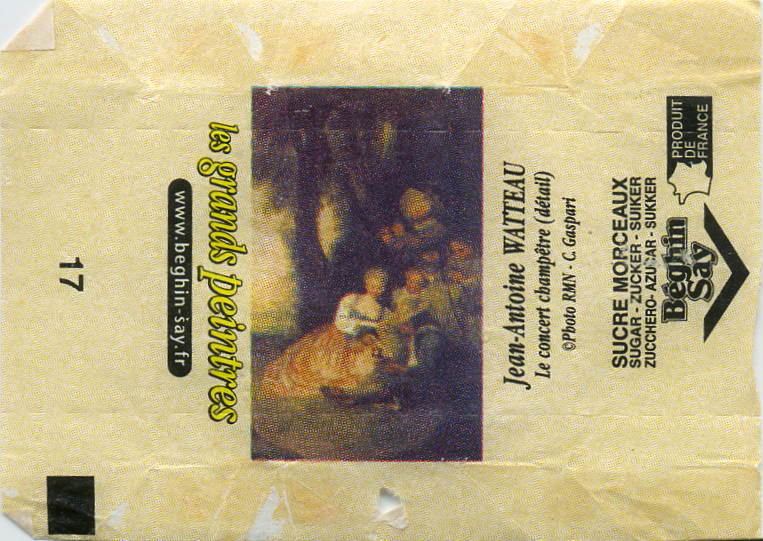 les grands peintres
www.beghin-say.fr
17
Jean-Antoine WATTEAU
Le concert champêtre (détail)
©Photo RMN - C. Gaspari
SUCRE MORCEAUX
SUGAR - ZUCKER - SUIKER
ZUCCHERO - AZUCAR - SUKKER
PRODUIT
DE
FRANCE
Béghin
Say